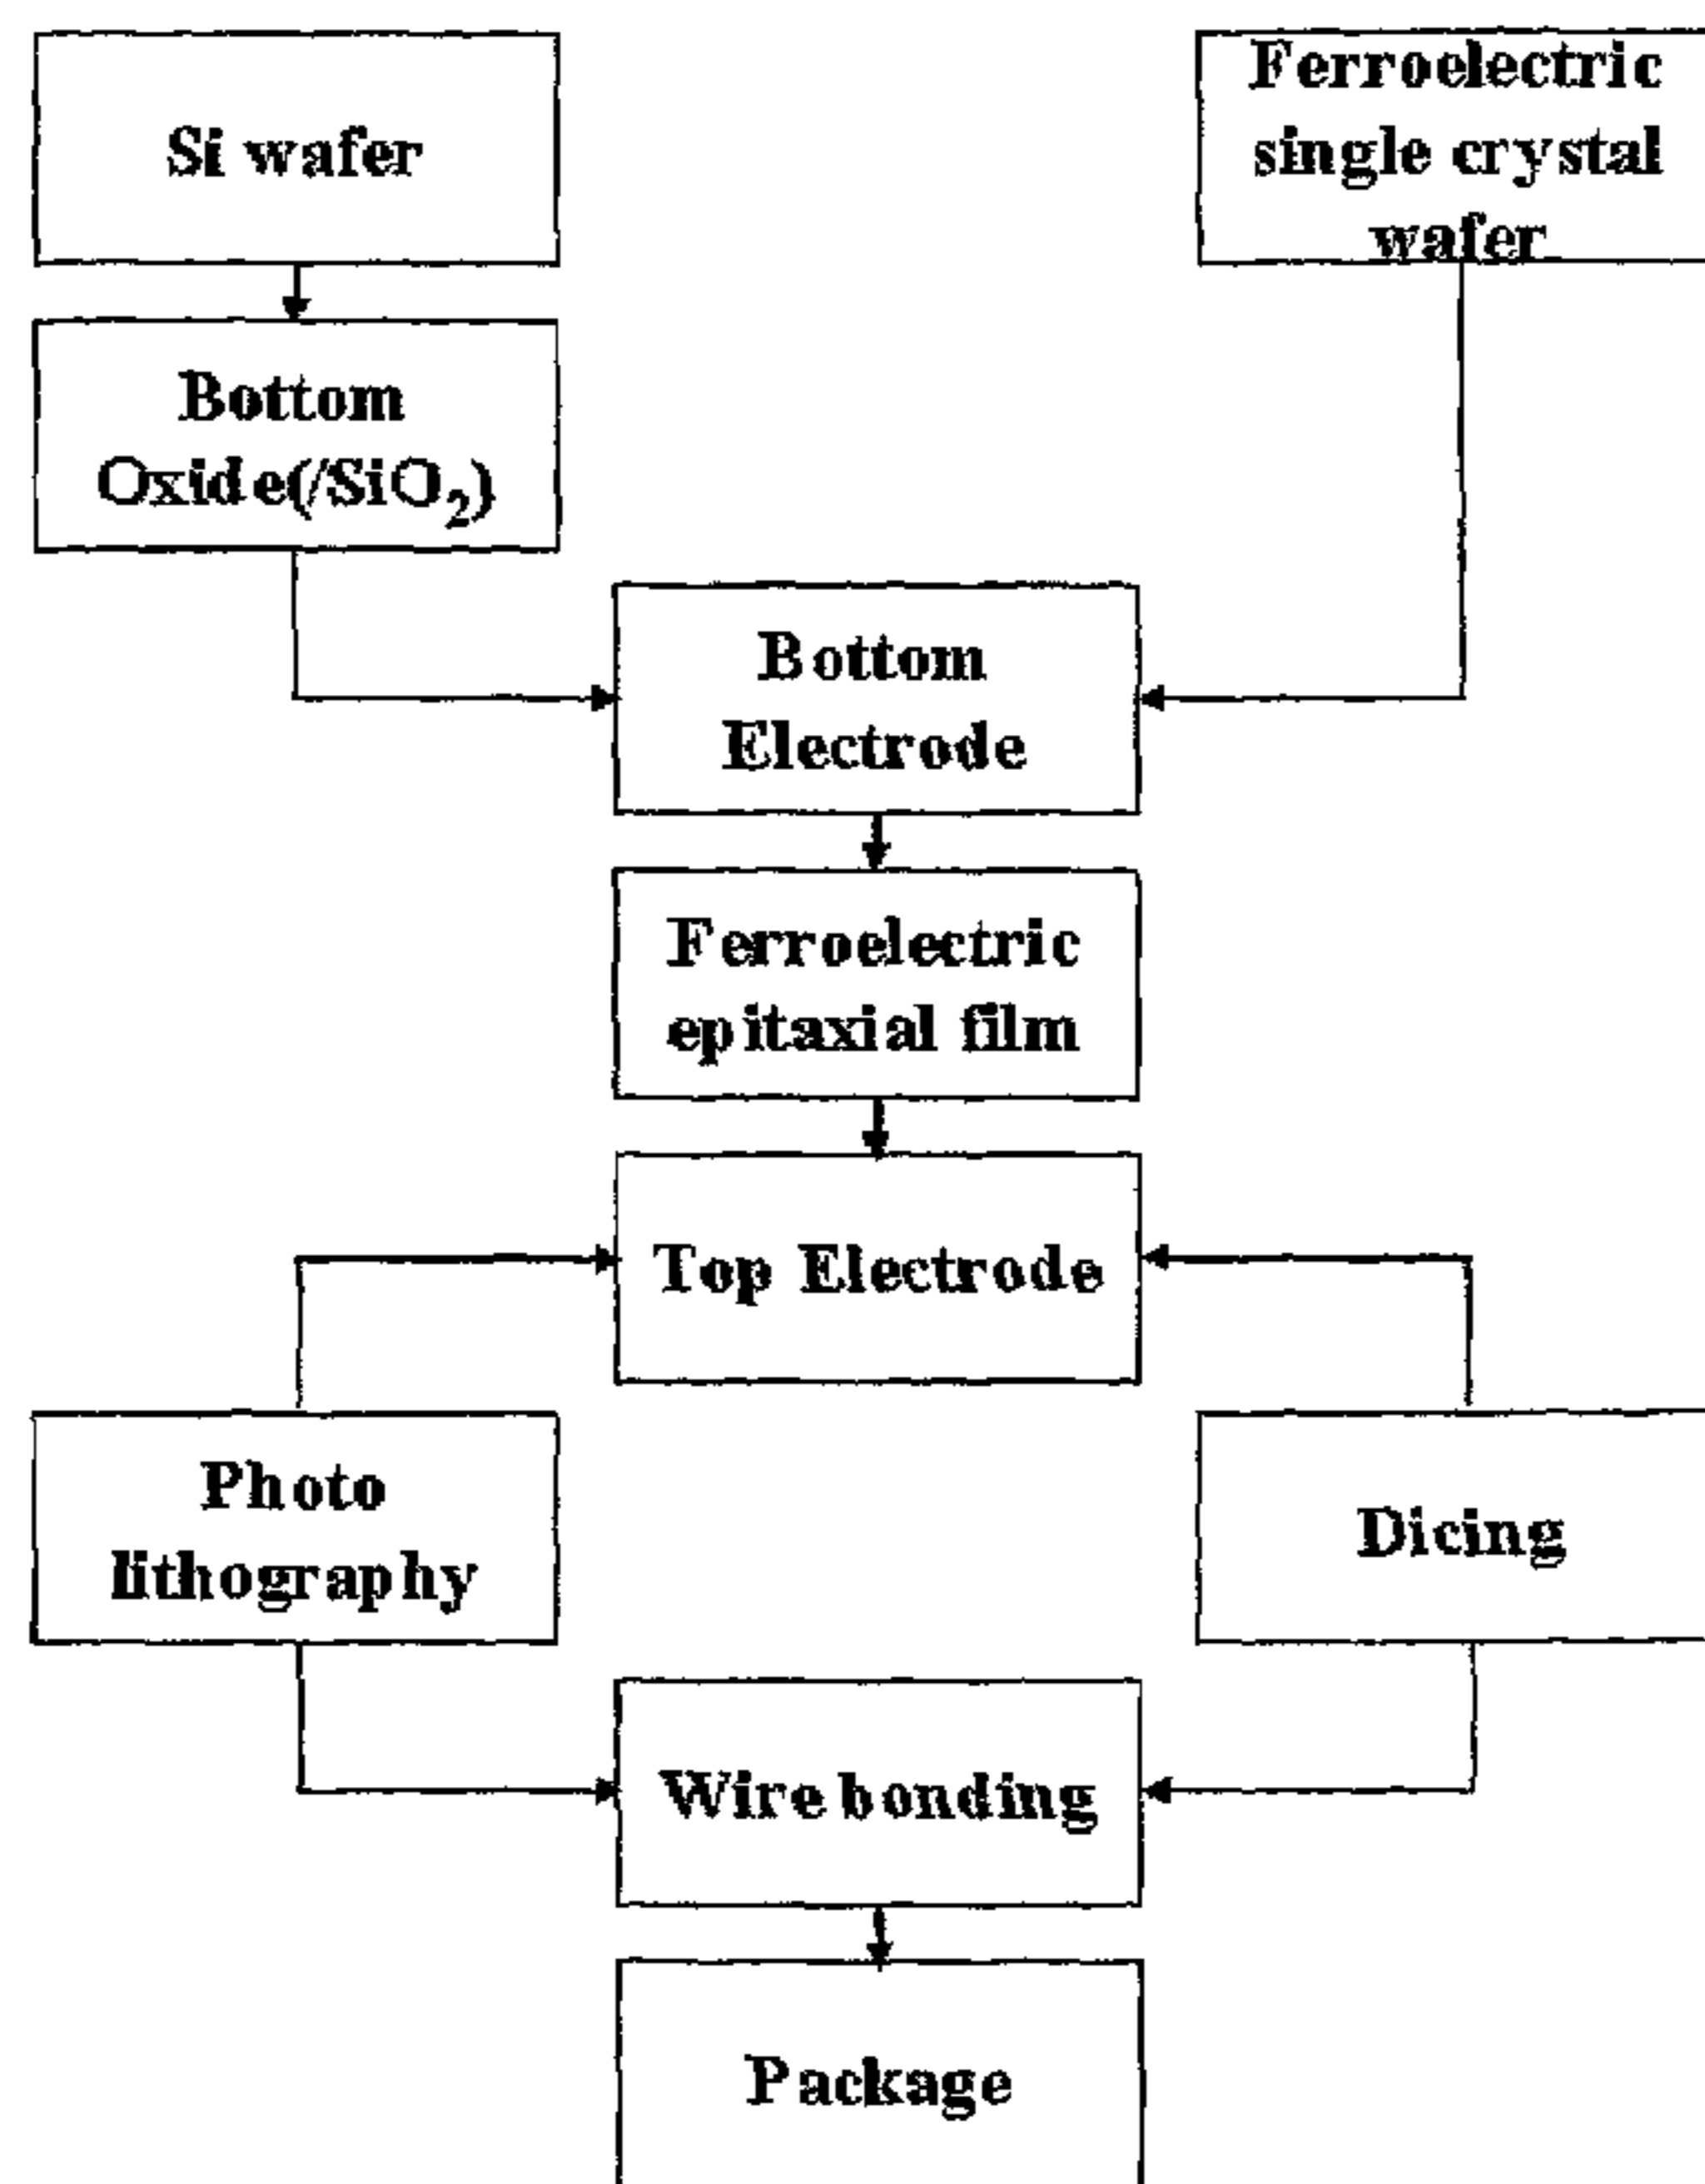 Si wafer
Ferroelectric
single crystal
wafer
Bottom
Oxide(/SiO₂)
Bottom
Electrode
Ferroelectric
epitaxial film
Top Electrode
Photo
lithography
Dicing
Wire bonding
Package